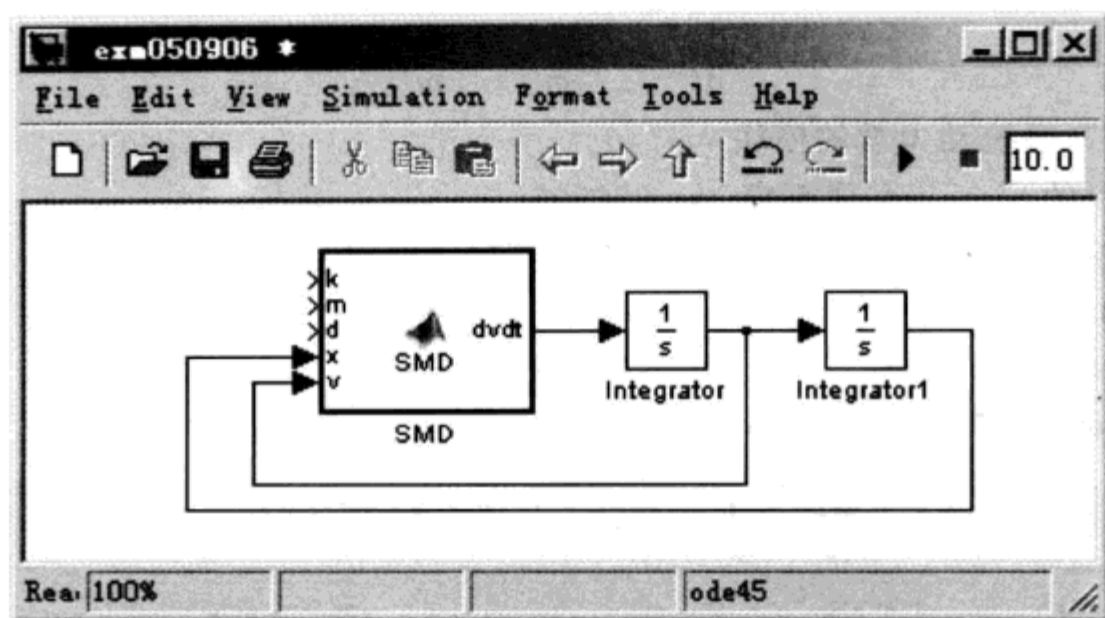 exm050906 *
File Edit View Simulation Format Tools Help
10.0
k
m
d
x
v
dvdt
SMD
SMD
1
s
Integrator
1
s
Integrator1
Rea 100% ode45